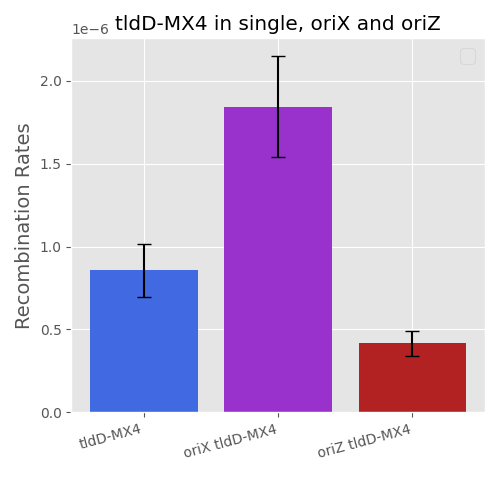 tldD-MX4 in single, oriX and oriZ
1e−6
2.0
1.5
1.0
0.5
0.0
Recombination Rates
tldD-MX4
oriX tldD-MX4
oriZ tldD-MX4